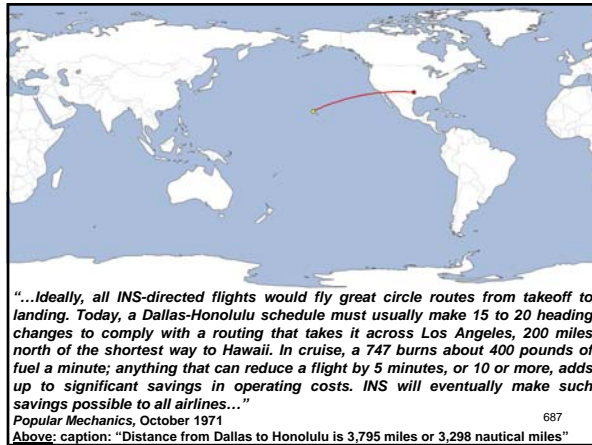 “…Ideally, all INS-directed flights would fly great circle routes from takeoff to
landing. Today, a Dallas-Honolulu schedule must usually make 15 to 20 heading
changes to comply with a routing that takes it across Los Angeles, 200 miles
north of the shortest way to Hawaii. In cruise, a 747 burns about 400 pounds of
fuel a minute; anything that can reduce a flight by 5 minutes, or 10 or more, adds
up to significant savings in operating costs. INS will eventually make such
savings possible to all airlines…”
Popular Mechanics, October 1971
687
Above: caption: “Distance from Dallas to Honolulu is 3,795 miles or 3,298 nautical miles”